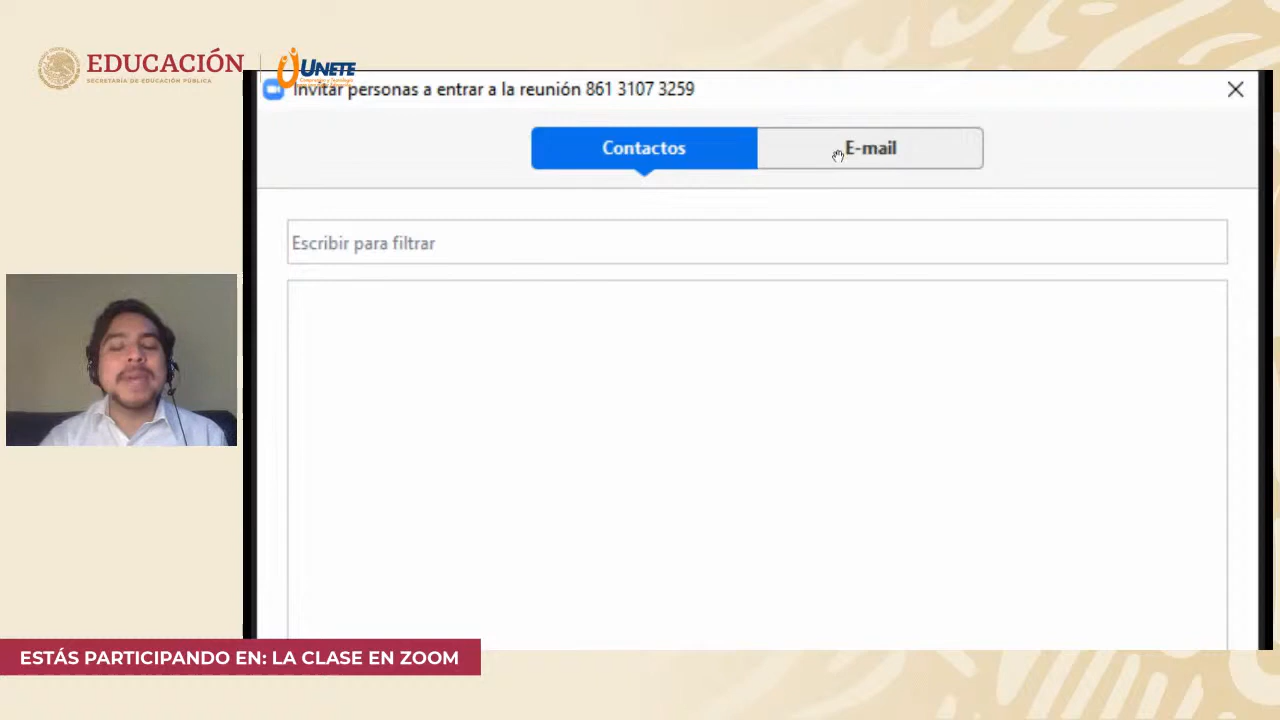 EDUCACIÓN
SECRETARÍA DE EDUCACIÓN PÚBLICA
UNETE
Invitar personas a entrar a la reunión 861 3107 3259
Contactos
E-mail
Escribir para filtrar
ESTÁS PARTICIPANDO EN: LA CLASE EN ZOOM